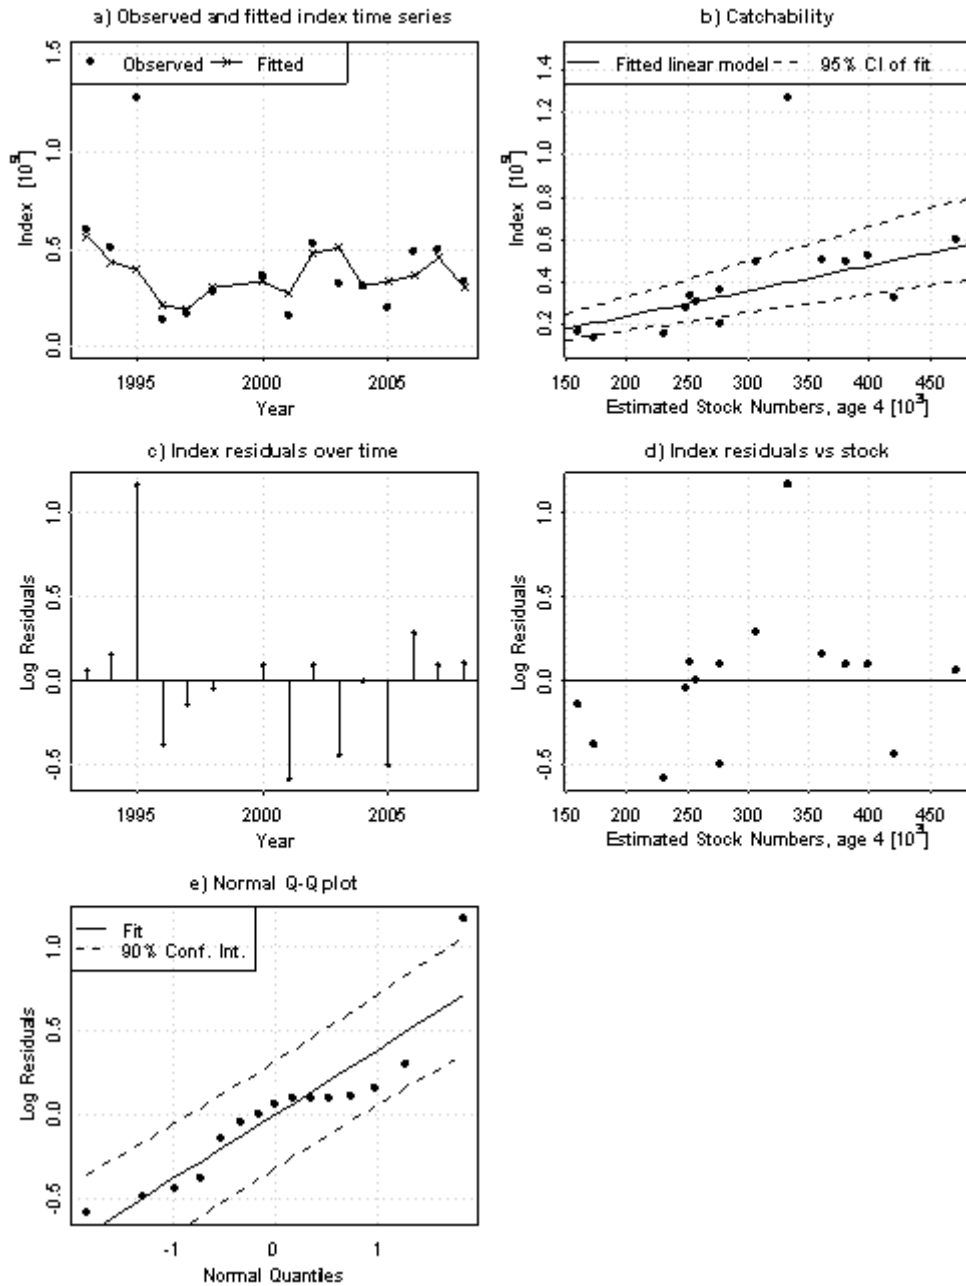 a) Observed and fitted index time series
Observed Fitted
Index [10^9]
0.0 0.5 1.0 1.5
1995 2000 2005
Year
b) Catchability
Fitted linear model 95% CI of fit
Index [10^9]
0.2 0.4 0.6 0.8 1.0 1.2 1.4
150 200 250 300 350 400 450
Estimated Stock Numbers, age 4 [10^3]
c) Index residuals over time
Log Residuals
-0.5 0.0 0.5 1.0
1995 2000 2005
Year
d) Index residuals vs stock
Log Residuals
-0.5 0.0 0.5 1.0
150 200 250 300 350 400 450
Estimated Stock Numbers, age 4 [10^3]
e) Normal Q-Q plot
Fit
90% Conf. Int.
Log Residuals
-0.5 0.0 0.5 1.0
-1 0 1
Normal Quantiles